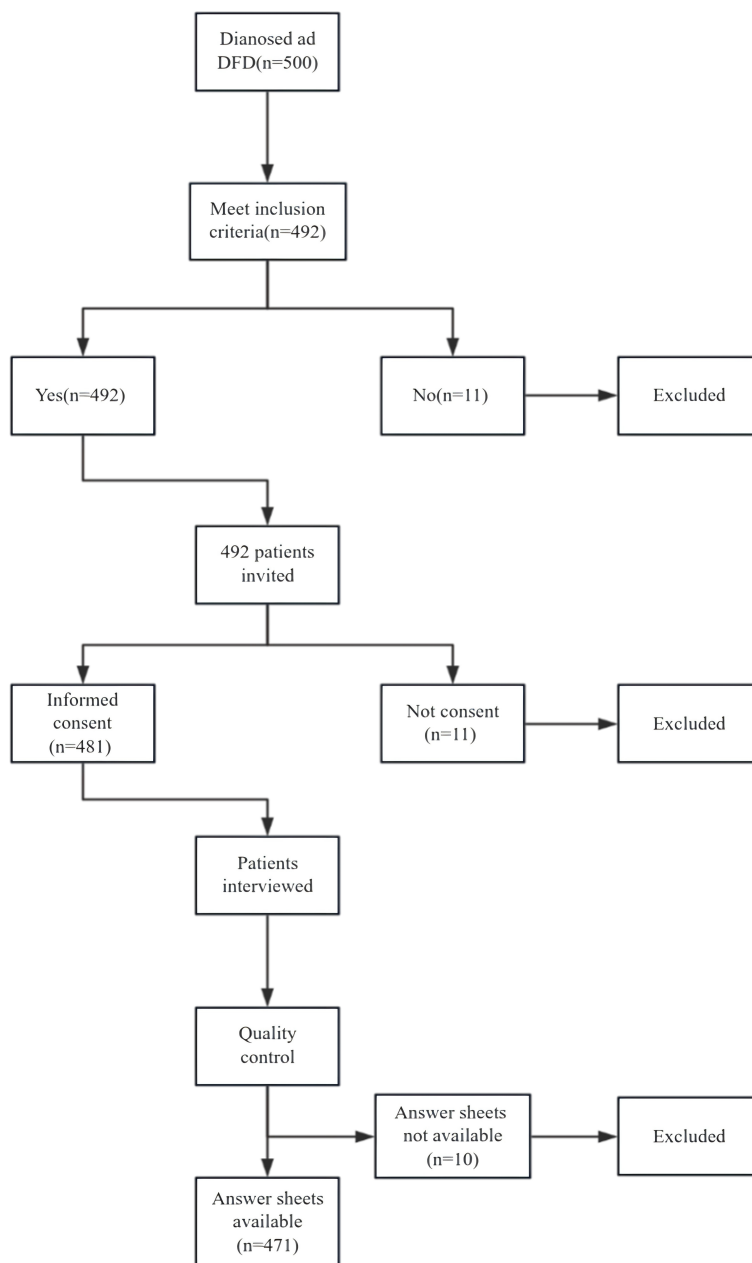 Dianosed ad
DFD(n=500)
Meet inclusion
criteria(n=492)
Yes(n=492)
No(n=11)
Excluded
492 patients
invited
Informed
consent
(n=481)
Not consent
(n=11)
Excluded
Patients
interviewed
Quality
control
Answer sheets
not available
(n=10)
Excluded
Answer sheets
available
(n=471)